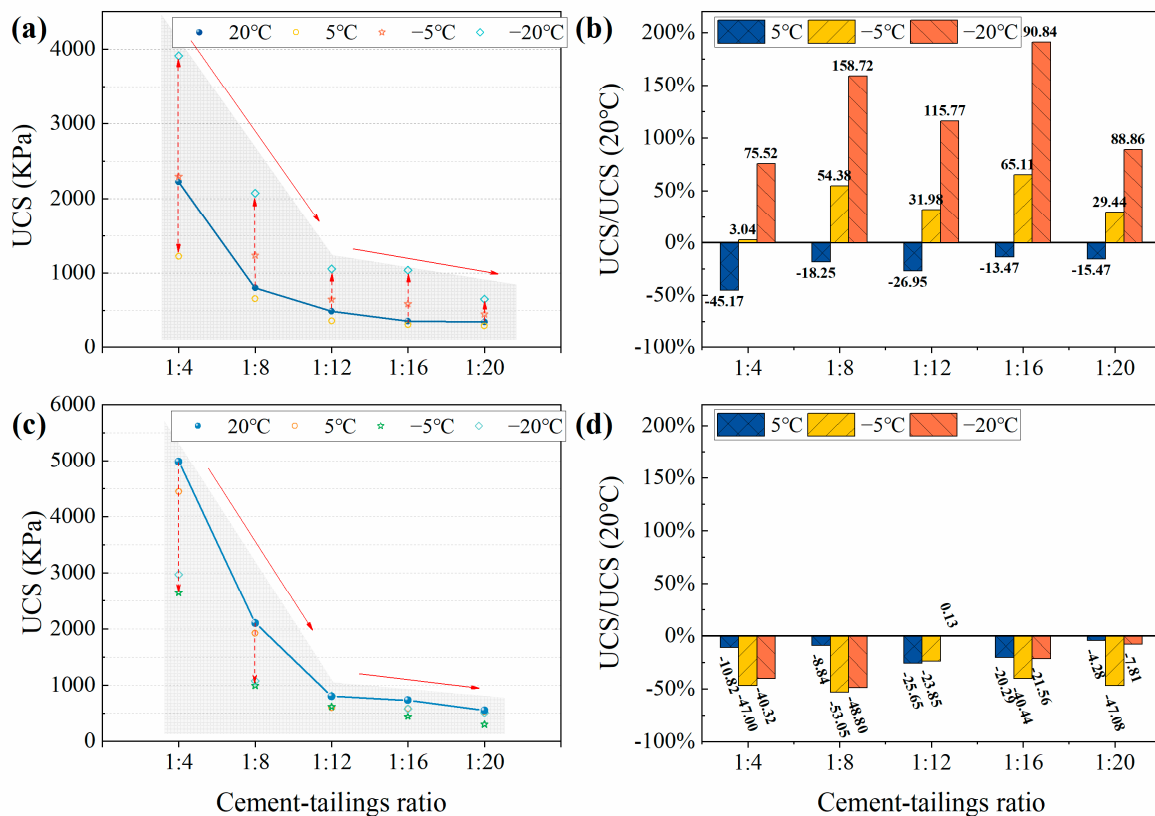 (a)
20℃ 5℃ −5℃ −20℃
4000
3000
2000
1000
0
UCS (KPa)
1:4 1:8 1:12 1:16 1:20
(b)
5℃ −5℃ −20℃
200%
150%
100%
50%
0%
-50%
-100%
UCS/UCS (20℃)
-45.17 3.04 75.52
-18.25 54.38 158.72
-26.95 31.98 115.77
-13.47 65.11 90.84
-15.47 29.44 88.86
1:4 1:8 1:12 1:16 1:20
(c)
20℃ 5℃ −5℃ −20℃
6000
5000
4000
3000
2000
1000
0
UCS (KPa)
1:4 1:8 1:12 1:16 1:20
Cement-tailings ratio
(d)
5℃ −5℃ −20℃
200%
150%
100%
50%
0%
-50%
-100%
UCS/UCS (20℃)
-10.82 -47.00 -40.32
-8.84 -53.05 -48.80
-25.65 -23.85 0.13
-20.29 -40.44 -21.56
-4.28 -47.08 -7.81
1:4 1:8 1:12 1:16 1:20
Cement-tailings ratio